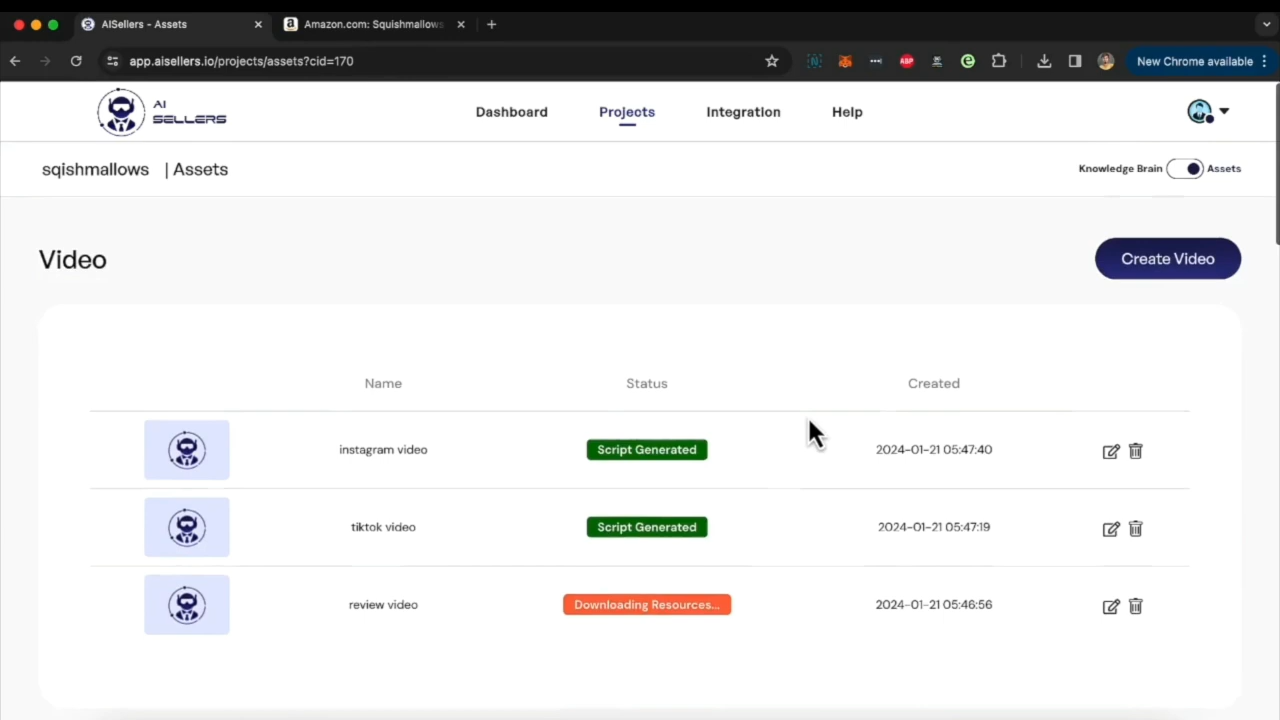 AISellers - Assets
Amazon.com: Squishmallows
app.aisellers.io/projects/assets?cid=170
ABP
New Chrome available
AI
SELLERS
Dashboard
Projects
Integration
Help
sqishmallows | Assets
Knowledge Brain
Assets
Video
Create Video
Name
Status
Created
instagram video
Script Generated
2024-01-21 05:47:40
tiktok video
Script Generated
2024-01-21 05:47:19
review video
Downloading Resources...
2024-01-21 05:46:56